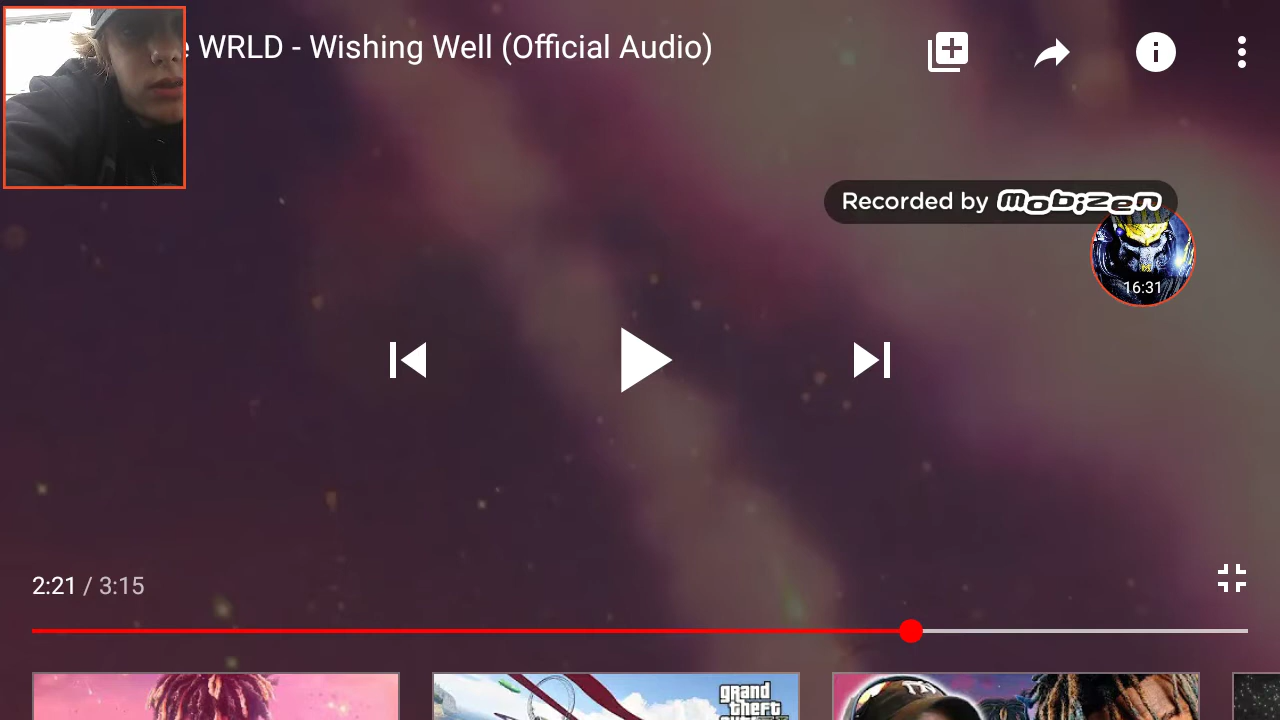 WRLD - Wishing Well (Official Audio)
Recorded by Mobizen
16:31
2:21 / 3:15
grand
theft